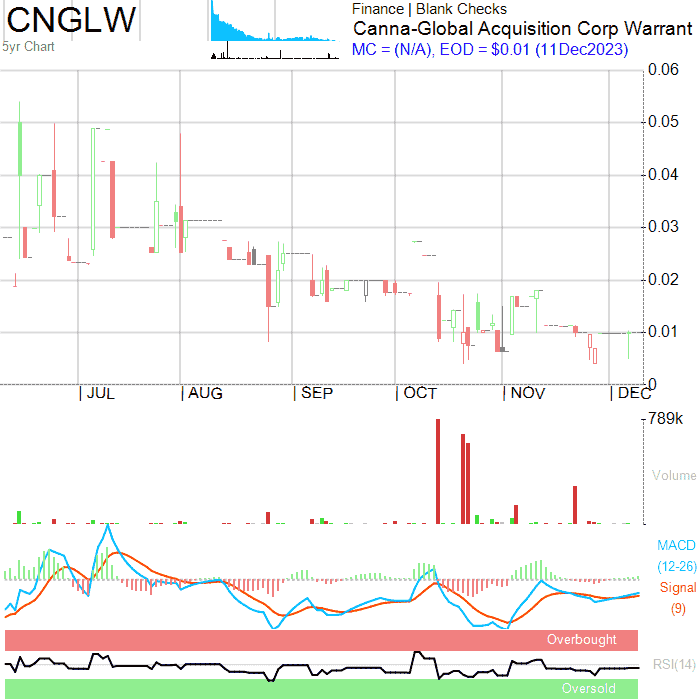 CNGLW
5yr Chart
Finance | Blank Checks
Canna-Global Acquisition Corp Warrant
MC = (N/A), EOD = $0.01 (11Dec2023)
0.06
0.05
0.04
0.03
0.02
0.01
0
JUL AUG SEP OCT NOV DEC
789k
Volume
MACD
(12-26)
Signal
(9)
Overbought
RSI(14)
Oversold